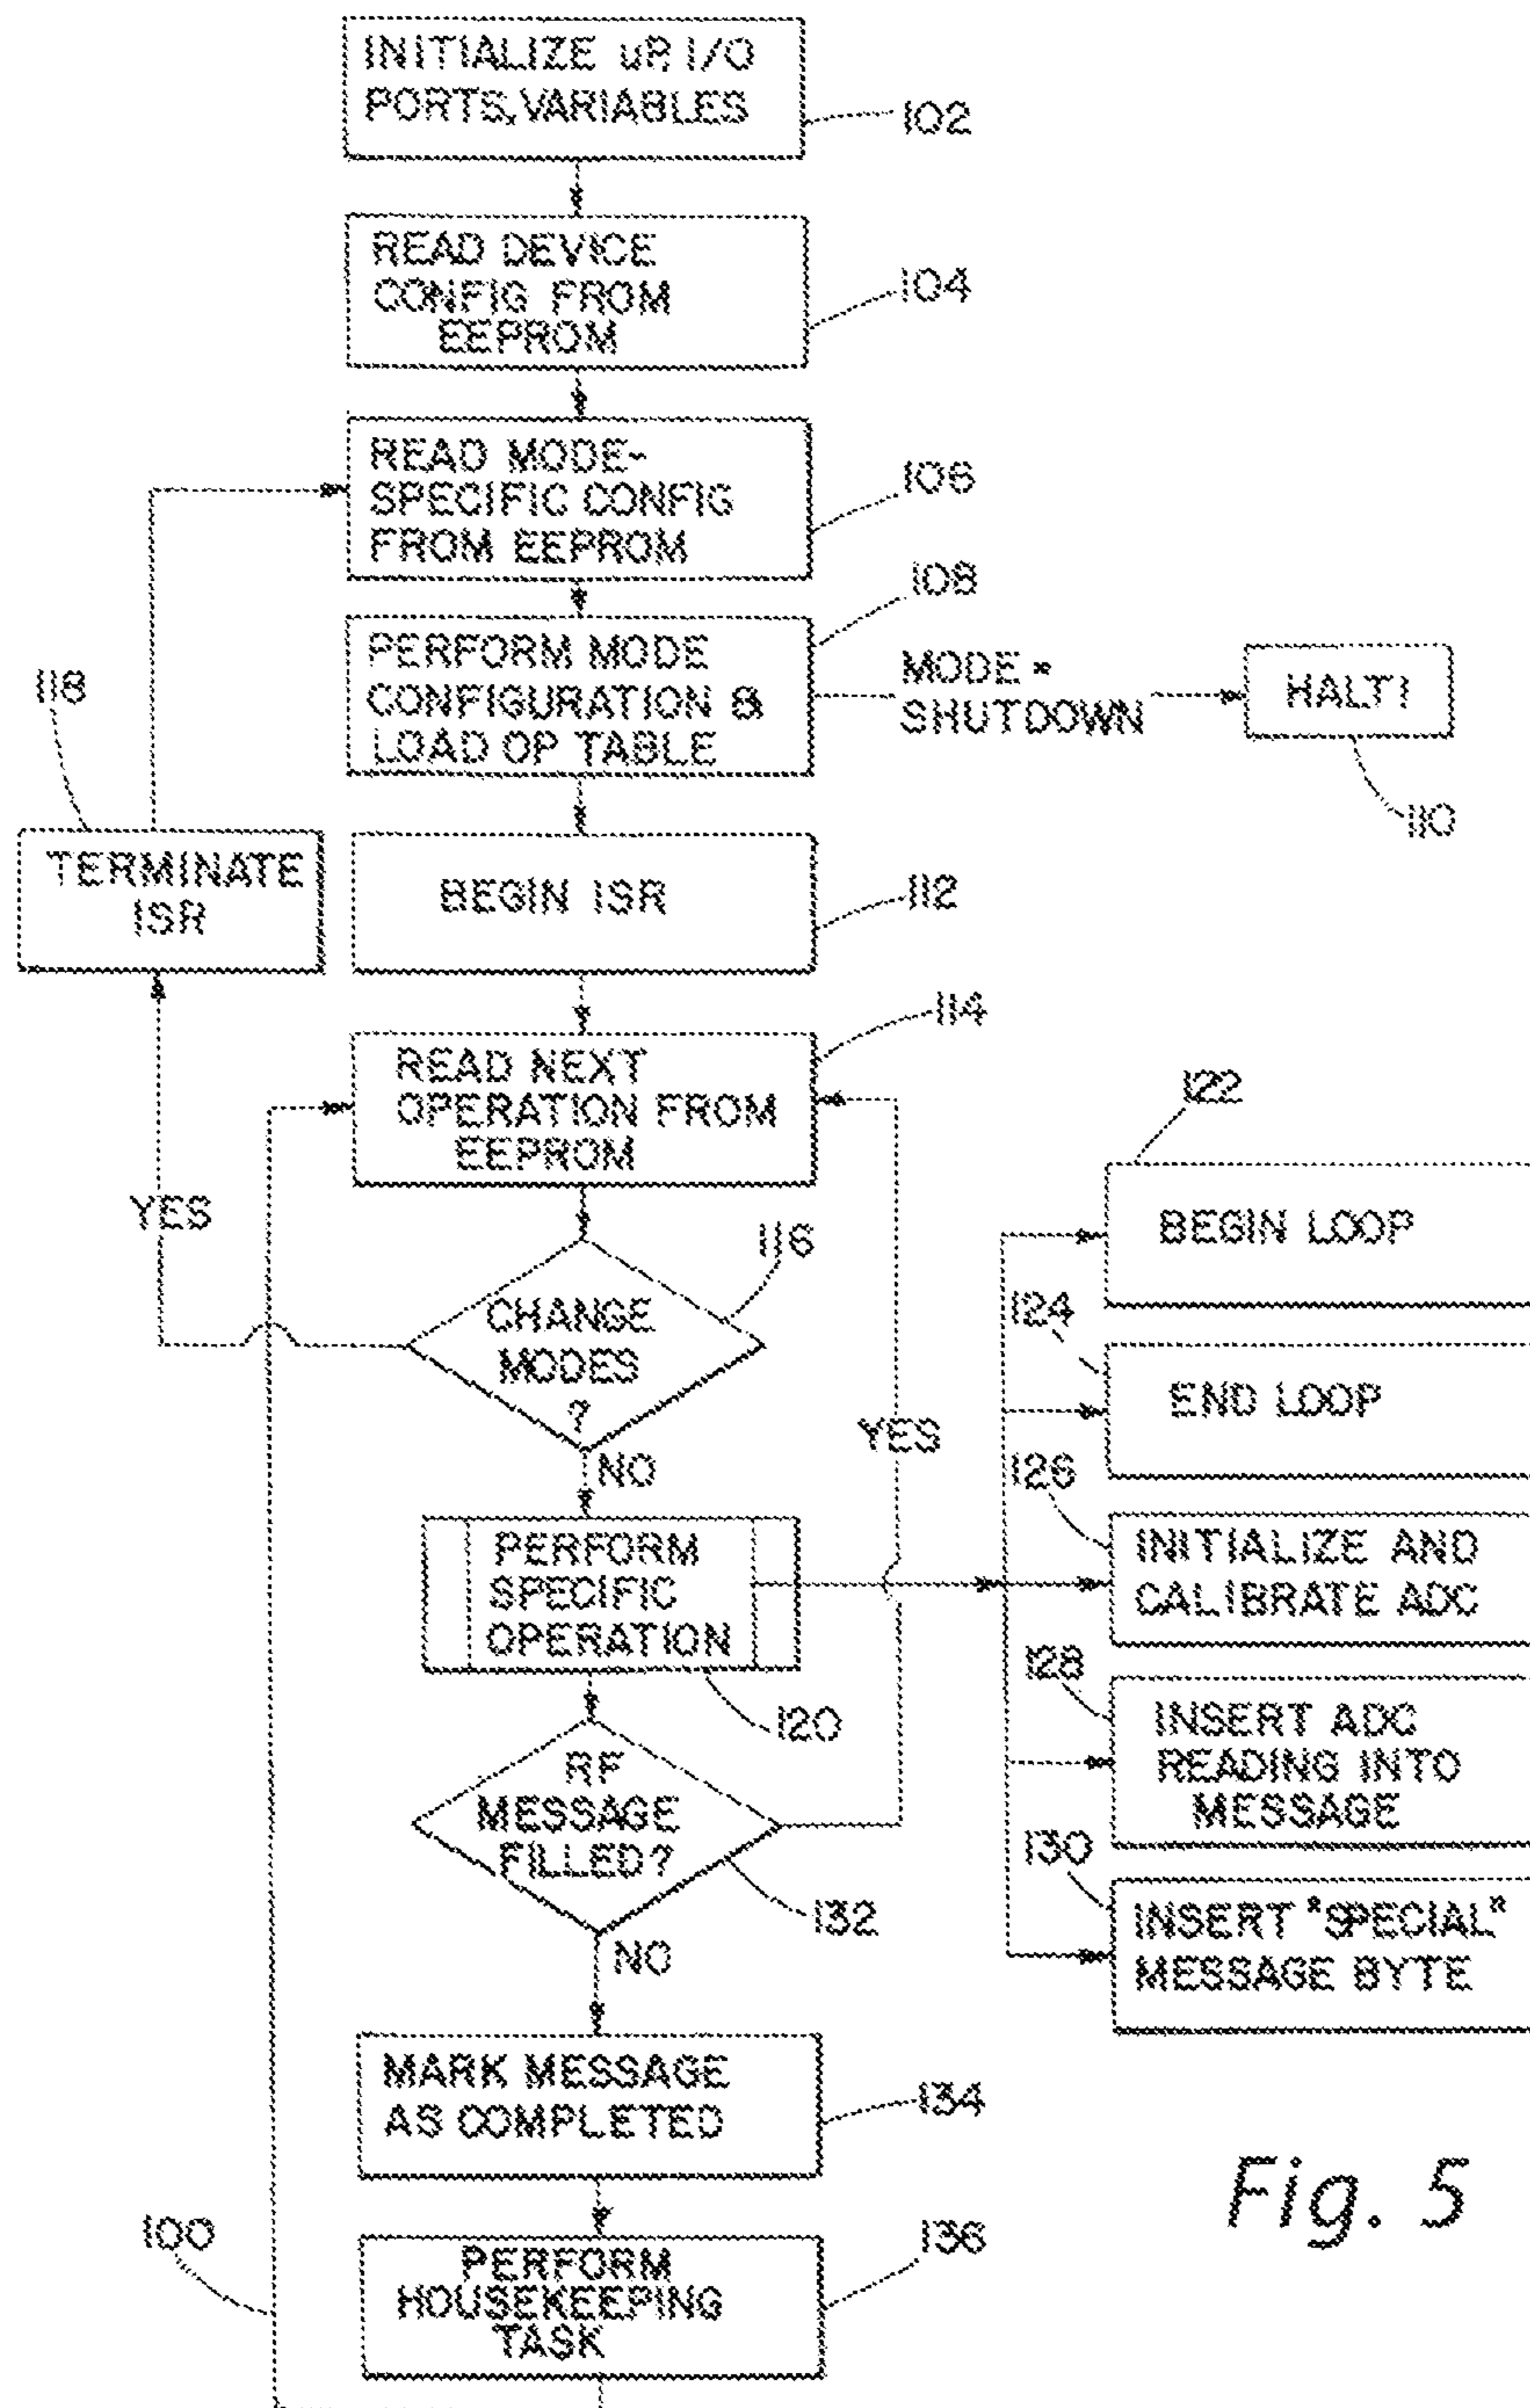 INITIALIZE uP, I/O
PORTS, VARIABLES
102
READ DEVICE
CONFIG FROM
EEPROM
104
READ MODE-
SPECIFIC CONFIG
FROM EEPROM
106
108
PERFORM MODE
CONFIGURATION &
LOAD OP TABLE
MODE =
SHUTDOWN
HALT!
110
118
TERMINATE
ISR
BEGIN ISR
112
114
READ NEXT
OPERATION FROM
EEPROM
YES
116
CHANGE
MODES
?
NO
YES
122
BEGIN LOOP
124
END LOOP
126
INITIALIZE AND
CALIBRATE ADC
PERFORM
SPECIFIC
OPERATION
120
128
INSERT ADC
READING INTO
MESSAGE
RF
MESSAGE
FILLED?
132
130
INSERT "SPECIAL"
MESSAGE BYTE
NO
MARK MESSAGE
AS COMPLETED
134
100
PERFORM
HOUSEKEEPING
TASK
136
Fig. 5